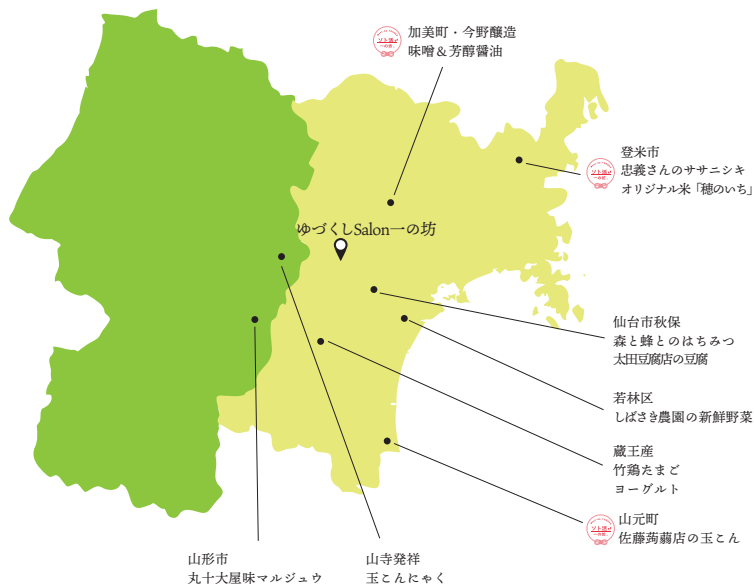 加美町・今野醸造
味噌＆芳醇醤油
登米市
忠義さんのササニシキ
オリジナル米「穂のいち」
ゆづくしSalon一の坊
仙台市秋保
森と蜂とのはちみつ
太田豆腐店の豆腐
若林区
しばさき農園の新鮮野菜
蔵王産
竹鶏たまご
ヨーグルト
山元町
佐藤蒟蒻店の玉こん
山形市
丸十大屋味マルジュウ
山寺発祥
玉こんにゃく